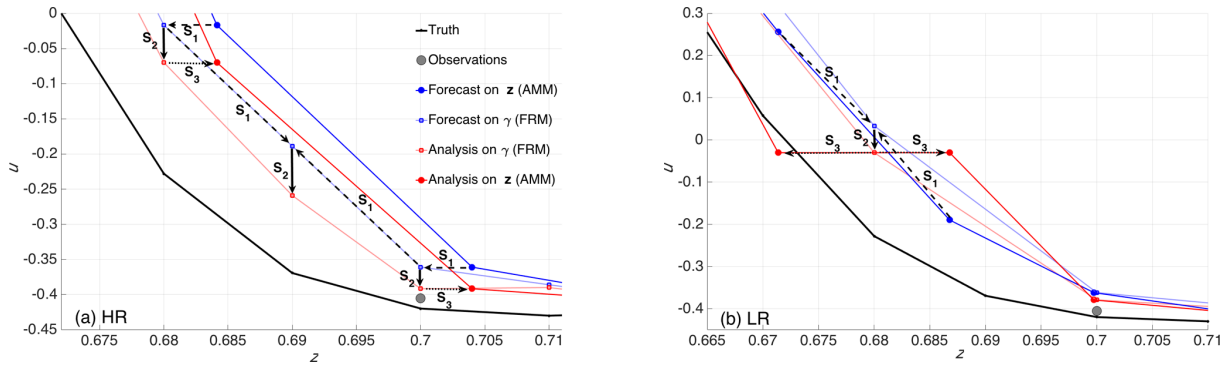 0
-0.05
-0.1
-0.15
-0.2
-0.25
-0.3
-0.35
-0.4
-0.45
u
0.675
0.68
0.685
0.69
0.695
0.7
0.705
0.71
z
(a) HR
S1
S2
S3
S1
S2
S1
S1
S2
S3
Truth
Observations
Forecast on z (AMM)
Forecast on γ (FRM)
Analysis on γ (FRM)
Analysis on z (AMM)
0.3
0.2
0.1
0
-0.1
-0.2
-0.3
-0.4
u
0.665
0.67
0.675
0.68
0.685
0.69
0.695
0.7
0.705
0.71
z
(b) LR
S1
S2
S3
S3
S1